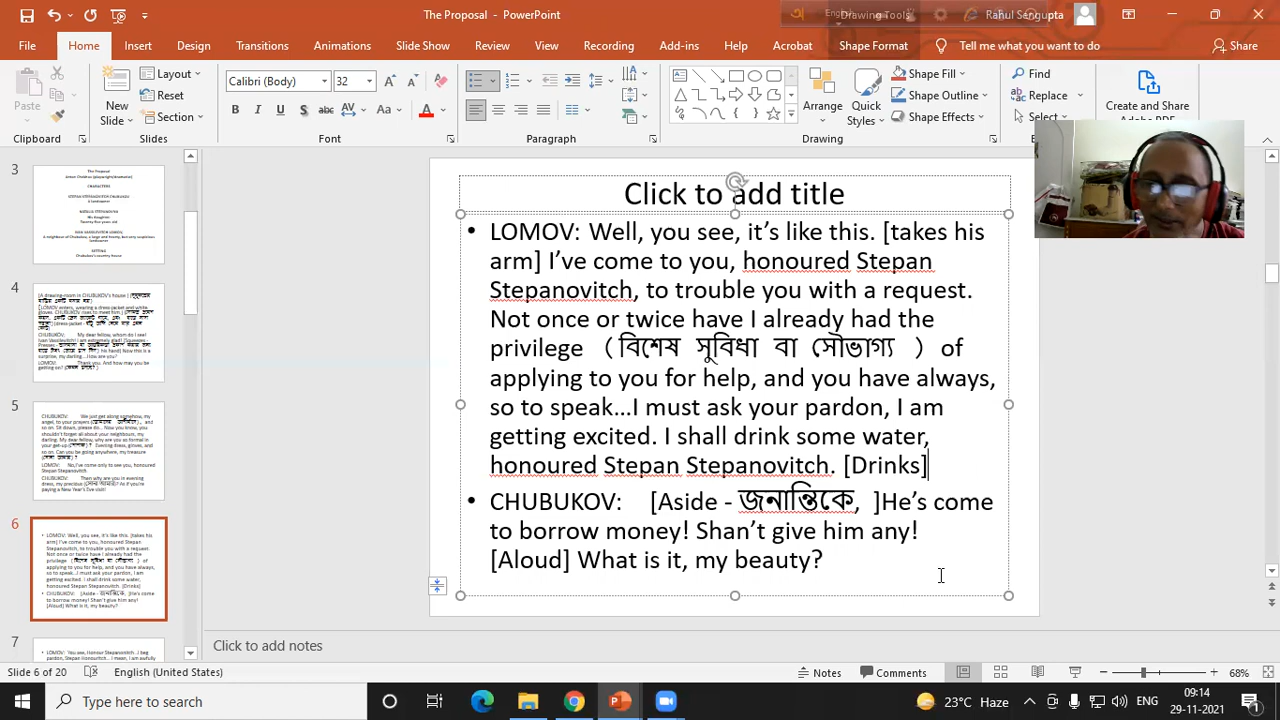 The Proposal - PowerPoint
Drawing Tools
Rahul Sengupta
File Home Insert Design Transitions Animations Slide Show Review View Recording Add-ins Help Acrobat Shape Format Tell me what you want to do Share
Paste New Slide Layout Reset Section Calibri (Body) 32 Arrange Quick Styles Shape Fill Shape Outline Shape Effects Find Replace Select Create and Share
Clipboard Slides Font Paragraph Drawing Editing
3
4
5
6
7
Click to add title
• LOMOV: Well, you see, it’s like this. [takes his
arm] I’ve come to you, honoured Stepan
Stepanovitch, to trouble you with a request.
Not once or twice have I already had the
privilege (বিশেষ সুবিধা বা সৌভাগ্য ) of
applying to you for help, and you have always,
so to speak...I must ask your pardon, I am
getting excited. I shall drink some water,
honoured Stepan Stepanovitch. [Drinks]
• CHUBUKOV: [Aside - জনান্তিকে, ]He’s come
to borrow money! Shan’t give him any!
[Aloud] What is it, my beauty?
Click to add notes
Slide 6 of 20 English (United States) Notes Comments 68%
Type here to search 23°C Haze ENG 09:14
29-11-2021